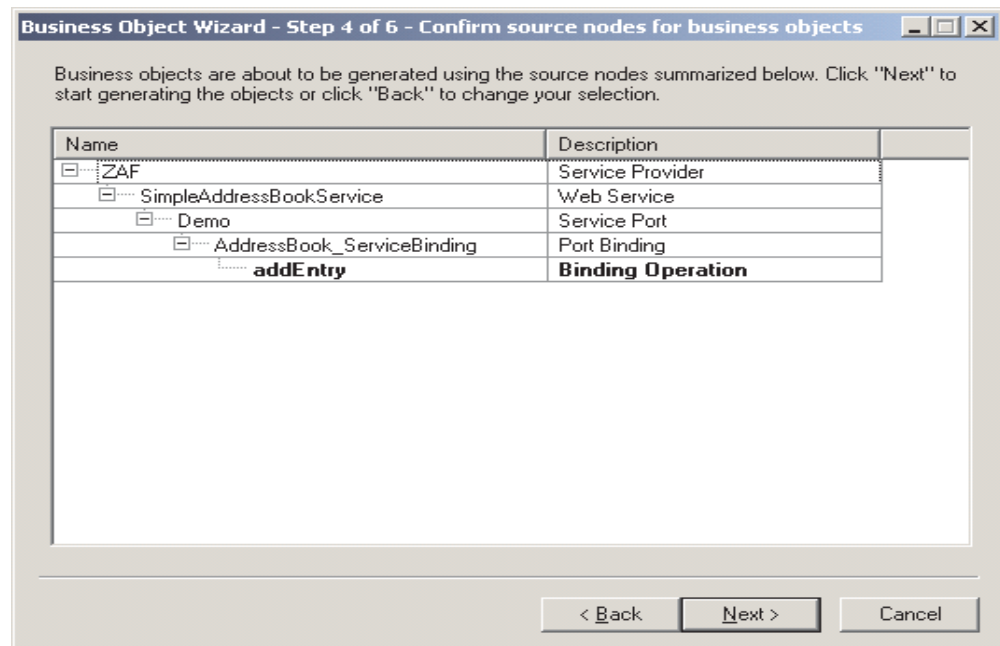 Business Object Wizard - Step 4 of 6 - Confirm source nodes for business objects
Business objects are about to be generated using the source nodes summarized below. Click "Next" to
start generating the objects or click "Back" to change your selection.
Name Description
ZAF Service Provider
SimpleAddressBookService Web Service
Demo Service Port
AddressBook_ServiceBinding Port Binding
addEntry Binding Operation
< Back Next > Cancel